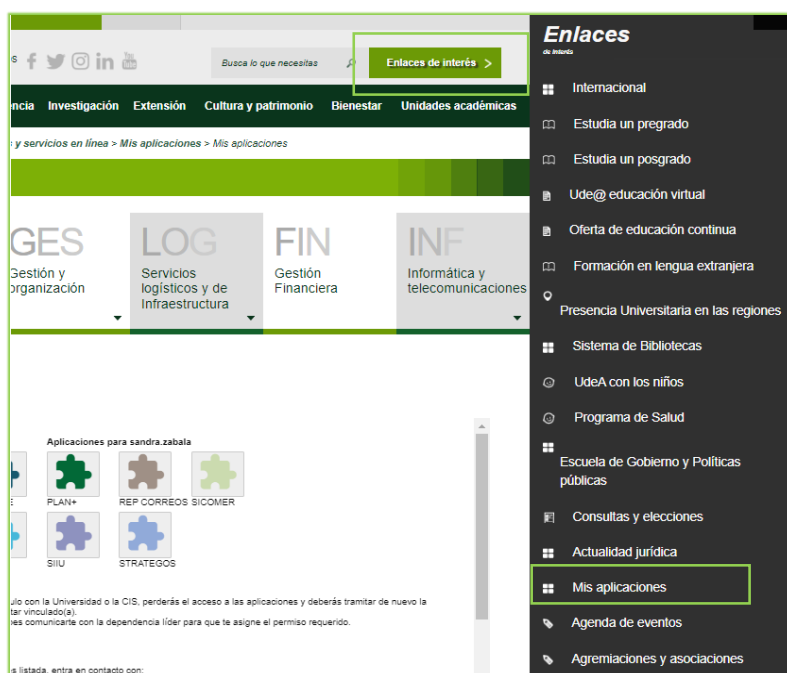 Busca lo que necesitas
Enlaces de interés >
Investigación Extensión Cultura y patrimonio Bienestar Unidades académicas
y servicios en línea > Mis aplicaciones > Mis aplicaciones
GES
Gestión y
organización
LOG
Servicios
logísticos y de
Infraestructura
FIN
Gestión
Financiera
INF
Informática y
telecomunicaciones
Aplicaciones para sandra.zabala
PLAN+
REP CORREOS
SICOMER
SIIU
STRATEGOS
con la Universidad o la CIS, perderás el acceso a las aplicaciones y deberás tramitar de nuevo la
vinculado(a).
comunicarte con la dependencia líder para que te asigne el permiso requerido.
listada, entra en contacto con:
Enlaces
de interés
Internacional
Estudia un pregrado
Estudia un posgrado
Ude@ educación virtual
Oferta de educación continua
Formación en lengua extranjera
Presencia Universitaria en las regiones
Sistema de Bibliotecas
UdeA con los niños
Programa de Salud
Escuela de Gobierno y Políticas
públicas
Consultas y elecciones
Actualidad jurídica
Mis aplicaciones
Agenda de eventos
Agremiaciones y asociaciones